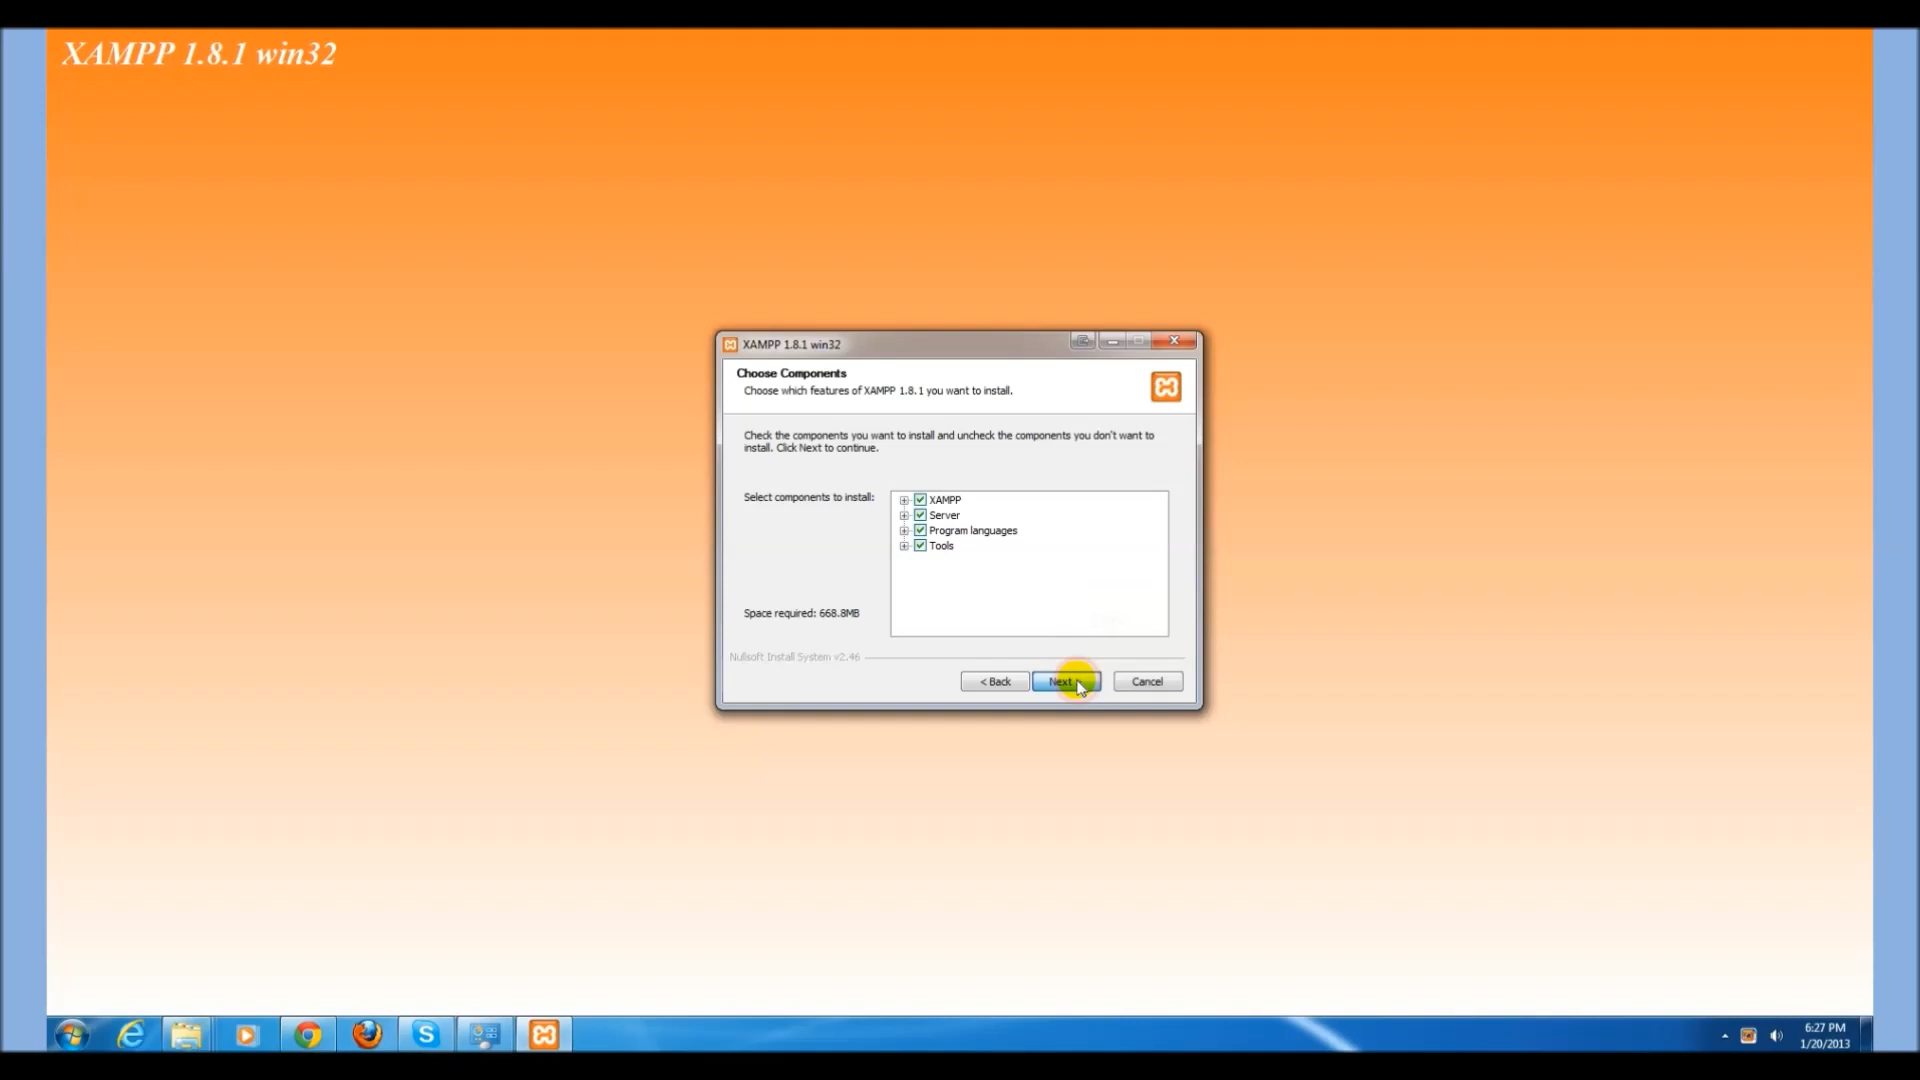 XAMPP 1.8.1 win32
XAMPP 1.8.1 win32
Choose Components
Choose which features of XAMPP 1.8.1 you want to install.
Check the components you want to install and uncheck the components you don't want to
install. Click Next to continue.
Select components to install:
XAMPP
Server
Program languages
Tools
Space required: 668.8MB
Nullsoft Install System v2.46
< Back
Next
Cancel
6:27 PM
1/20/2013